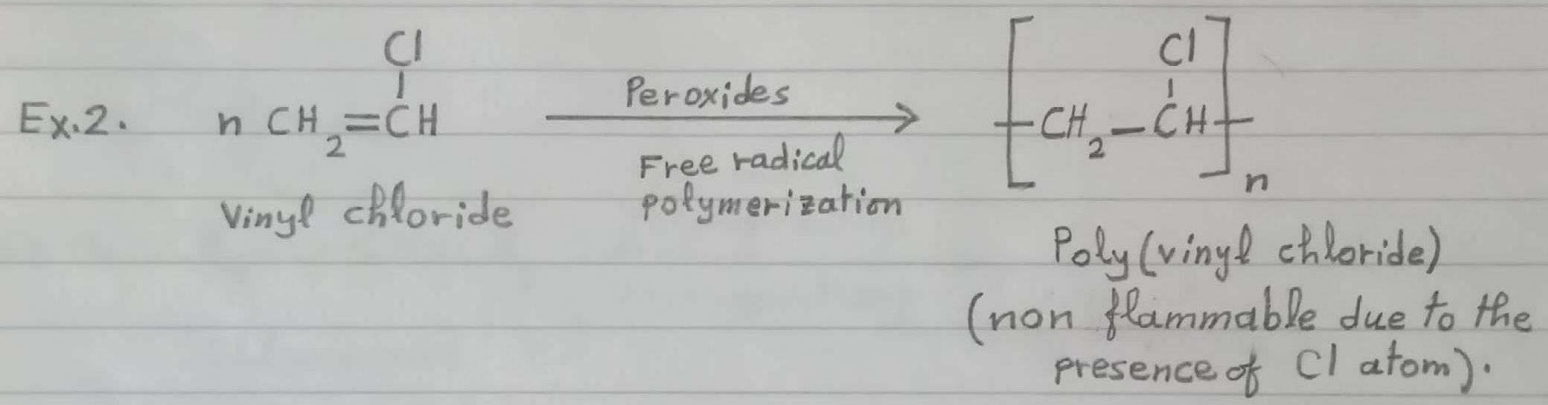 Cl Cl
Ex.2. n CH2=CH Peroxides [-CH2-CH-]n
Free radical
Vinyl chloride polymerization
Poly(vinyl chloride)
(non flammable due to the
presence of Cl atom).